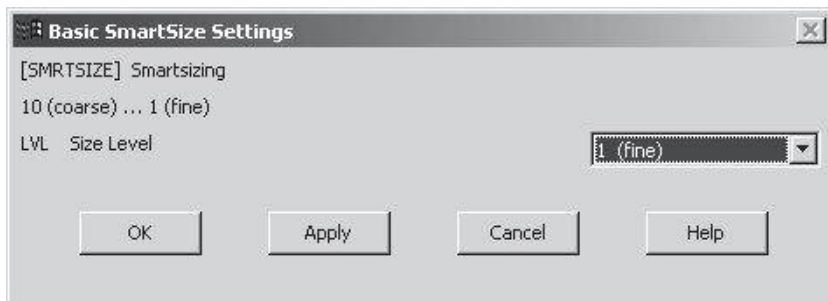 Basic SmartSize Settings
[SMRTSIZE] Smartsizing
10 (coarse) ... 1 (fine)
LVL Size Level
1 (fine)
OK Apply Cancel Help